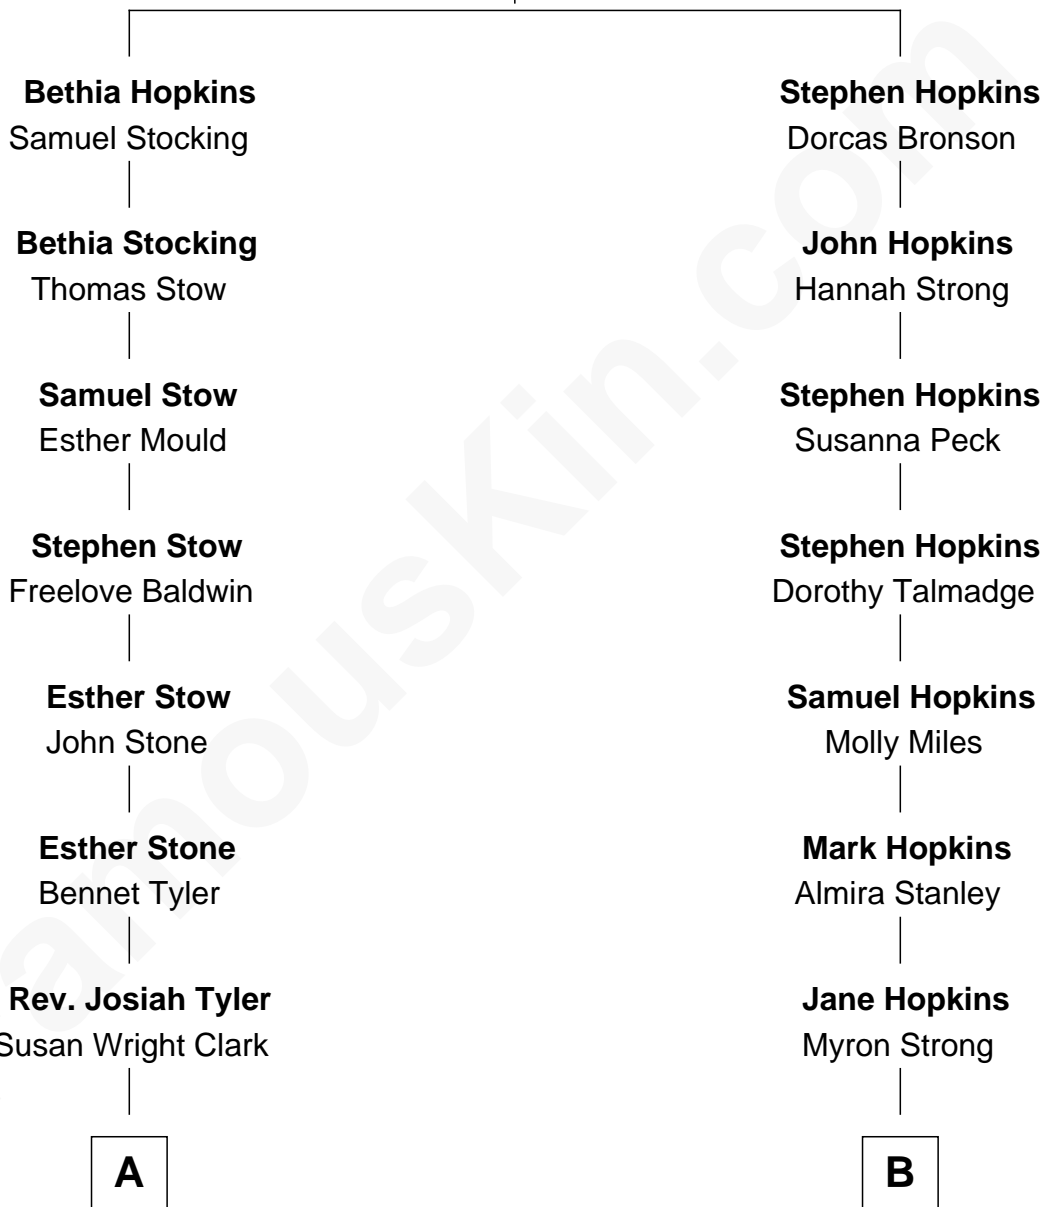 Bethia Hopkins
Samuel Stocking
Stephen Hopkins
Dorcas Bronson
Bethia Stocking
Thomas Stow
John Hopkins
Hannah Strong
Samuel Stow
Esther Mould
Stephen Hopkins
Susanna Peck
Stephen Stow
Freelove Baldwin
Stephen Hopkins
Dorothy Talmadge
Esther Stow
John Stone
Samuel Hopkins
Molly Miles
Esther Stone
Bennet Tyler
Mark Hopkins
Almira Stanley
Rev. Josiah Tyler
Susan Wright Clark
Jane Hopkins
Myron Strong
A
B
amouskin.com